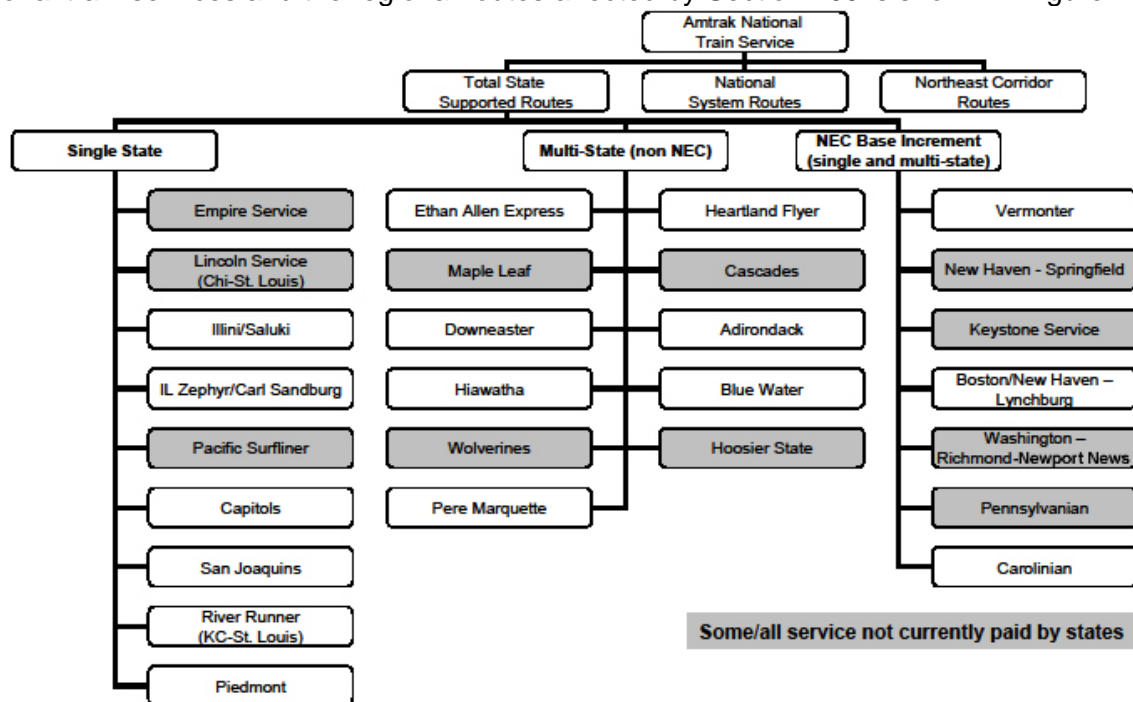 Amtrak National
Train Service
Total State
Supported Routes
National
System Routes
Northeast Corridor
Routes
Single State
Multi-State (non NEC)
NEC Base Increment
(single and multi-state)
Empire Service
Lincoln Service
(Chi-St. Louis)
Illini/Saluki
IL Zephyr/Carl Sandburg
Pacific Surfliner
Capitols
San Joaquins
River Runner
(KC-St. Louis)
Piedmont
Ethan Allen Express
Maple Leaf
Downeaster
Hiawatha
Wolverines
Pere Marquette
Heartland Flyer
Cascades
Adirondack
Blue Water
Hoosier State
Vermonter
New Haven - Springfield
Keystone Service
Boston/New Haven –
Lynchburg
Washington –
Richmond-Newport News
Pennsylvanian
Carolinian
Some/all service not currently paid by states